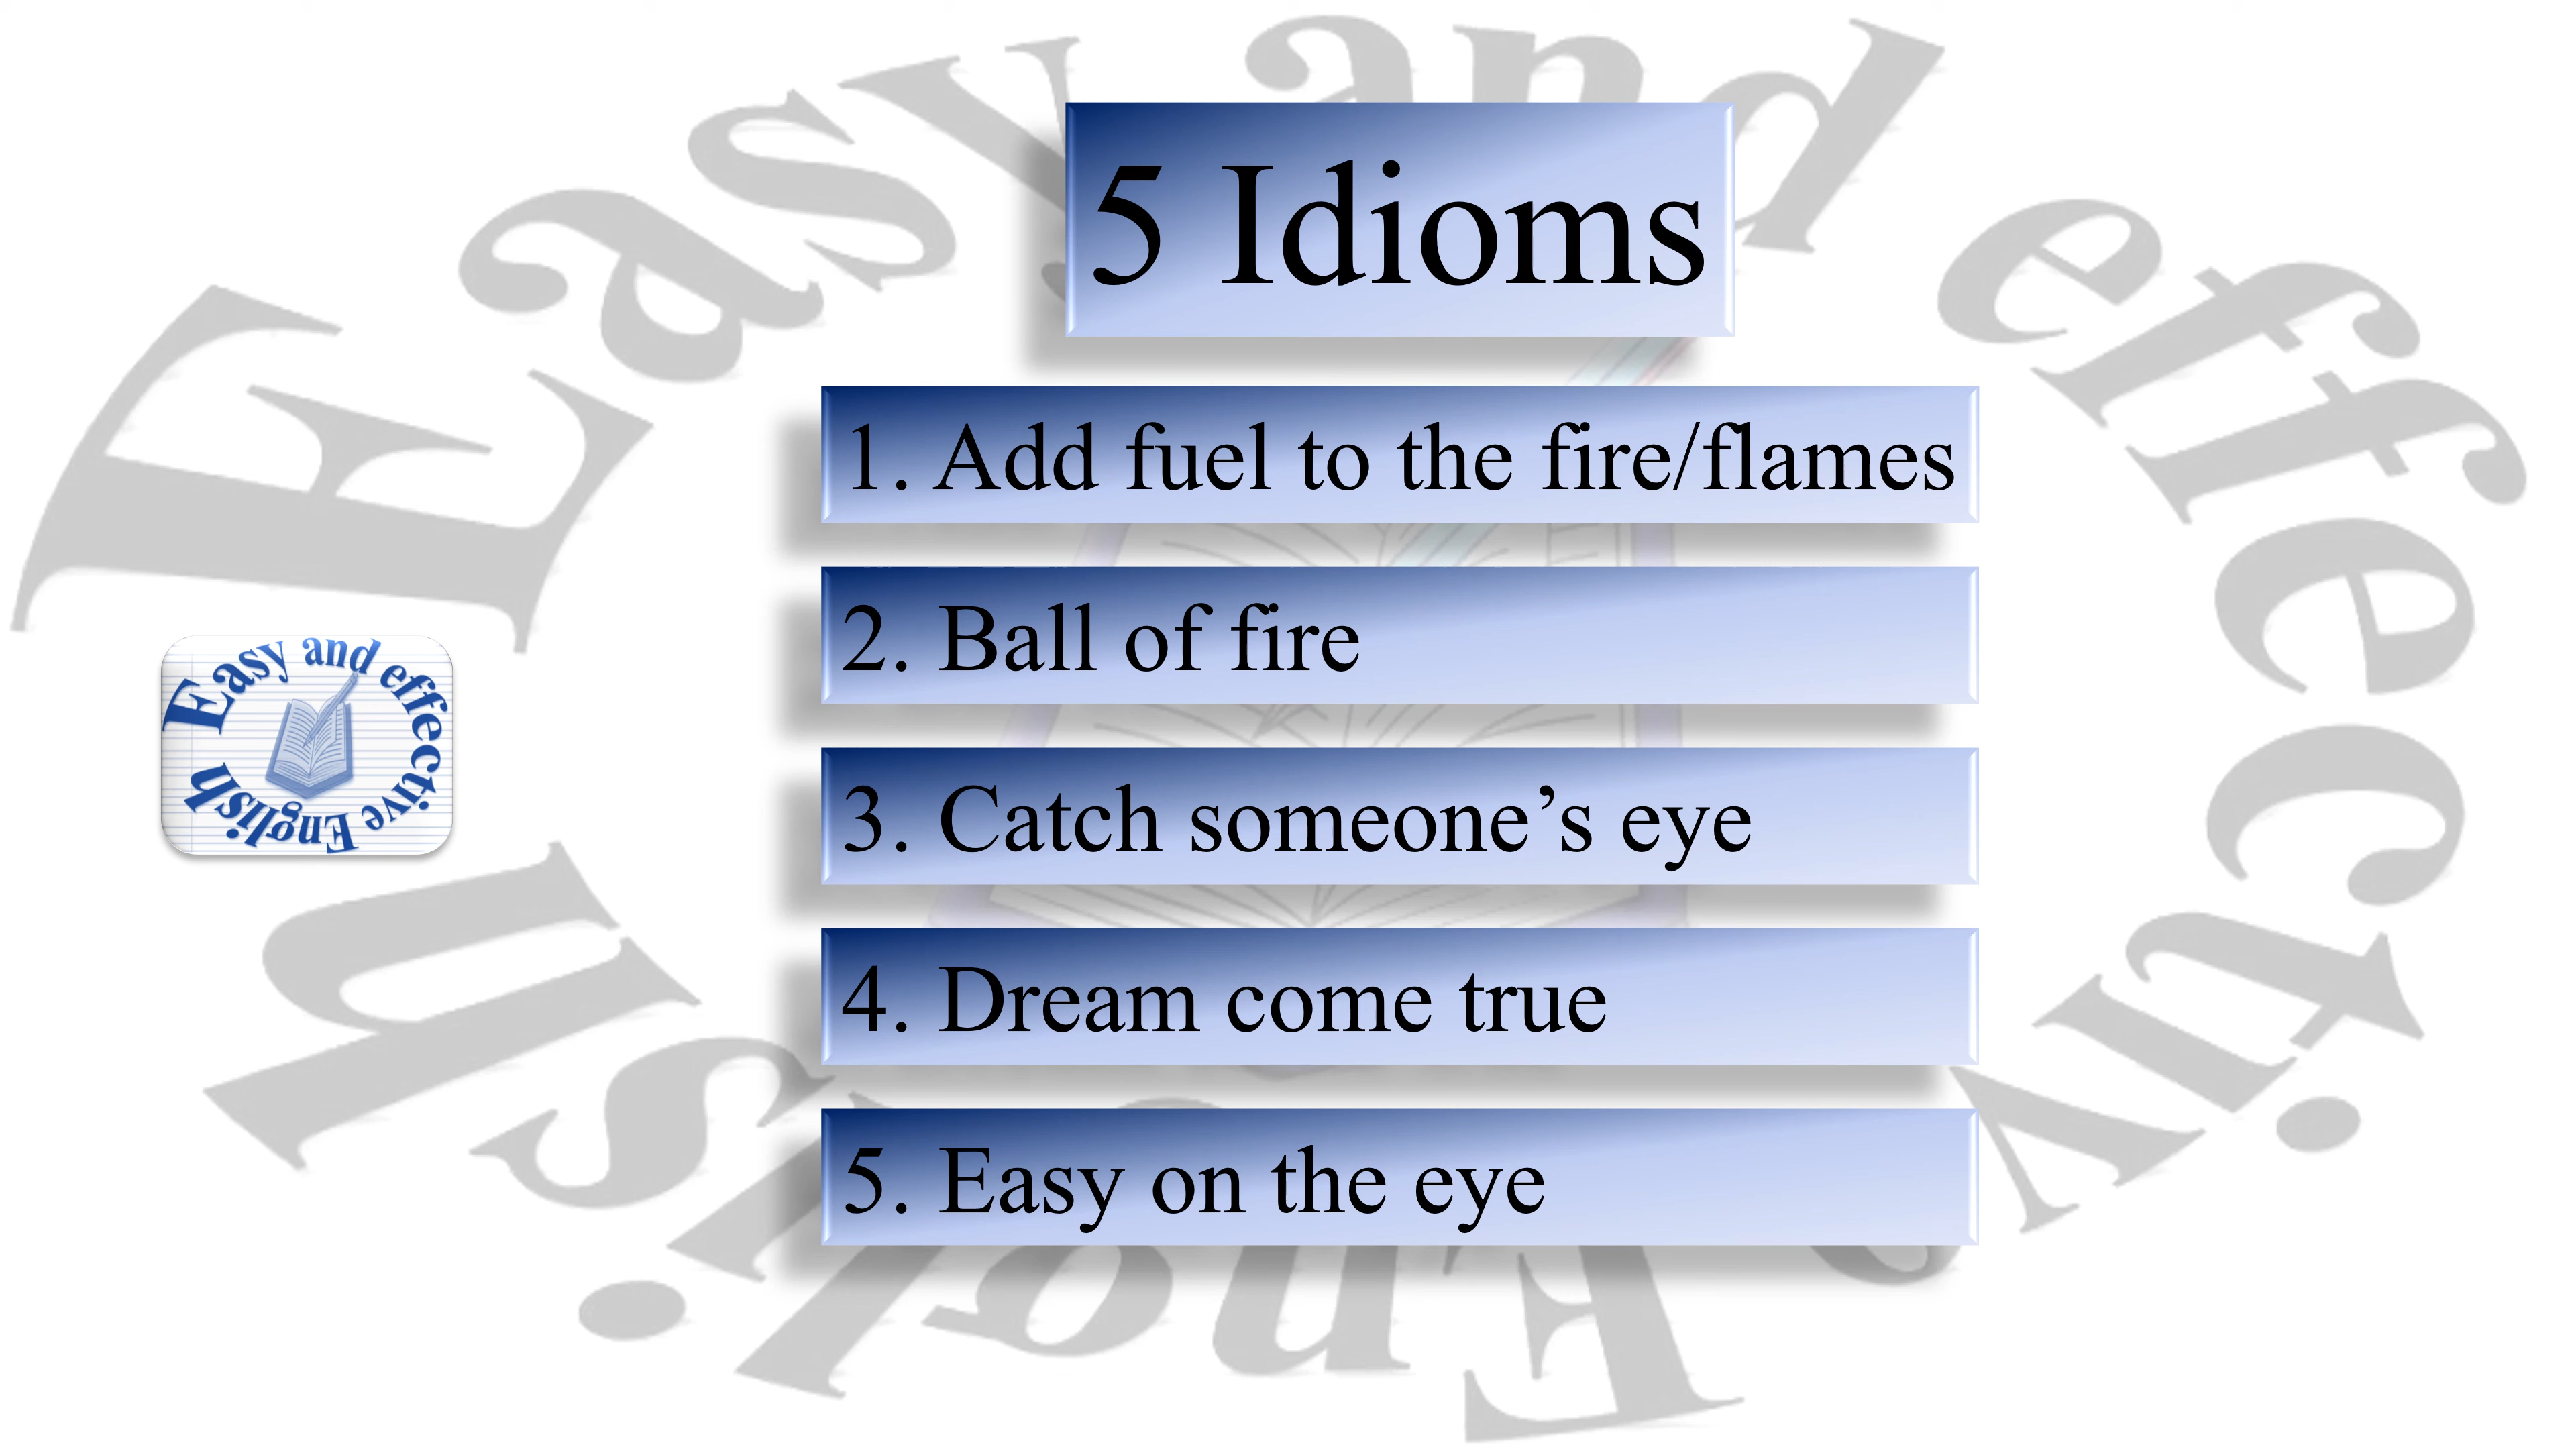 Easy and effective English
5 Idioms
1. Add fuel to the fire/flames
2. Ball of fire
3. Catch someone’s eye
4. Dream come true
5. Easy on the eye
Easy and effective English